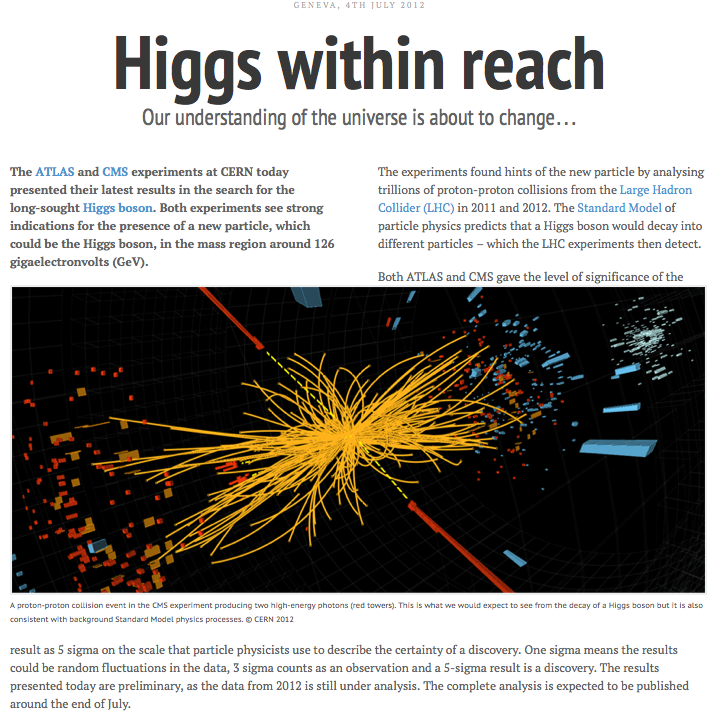 GENEVA, 4TH JULY 2012
Higgs within reach
Our understanding of the universe is about to change...
The ATLAS and CMS experiments at CERN today
presented their latest results in the search for the
long-sought Higgs boson. Both experiments see strong
indications for the presence of a new particle, which
could be the Higgs boson, in the mass region around 126
gigaelectronvolts (GeV).
The experiments found hints of the new particle by analysing
trillions of proton-proton collisions from the Large Hadron
Collider (LHC) in 2011 and 2012. The Standard Model of
particle physics predicts that a Higgs boson would decay into
different particles – which the LHC experiments then detect.
Both ATLAS and CMS gave the level of significance of the
A proton-proton collision event in the CMS experiment producing two high-energy photons (red towers). This is what we would expect to see from the decay of a Higgs boson but it is also
consistent with background Standard Model physics processes. © CERN 2012
result as 5 sigma on the scale that particle physicists use to describe the certainty of a discovery. One sigma means the results
could be random fluctuations in the data, 3 sigma counts as an observation and a 5-sigma result is a discovery. The results
presented today are preliminary, as the data from 2012 is still under analysis. The complete analysis is expected to be published
around the end of July.